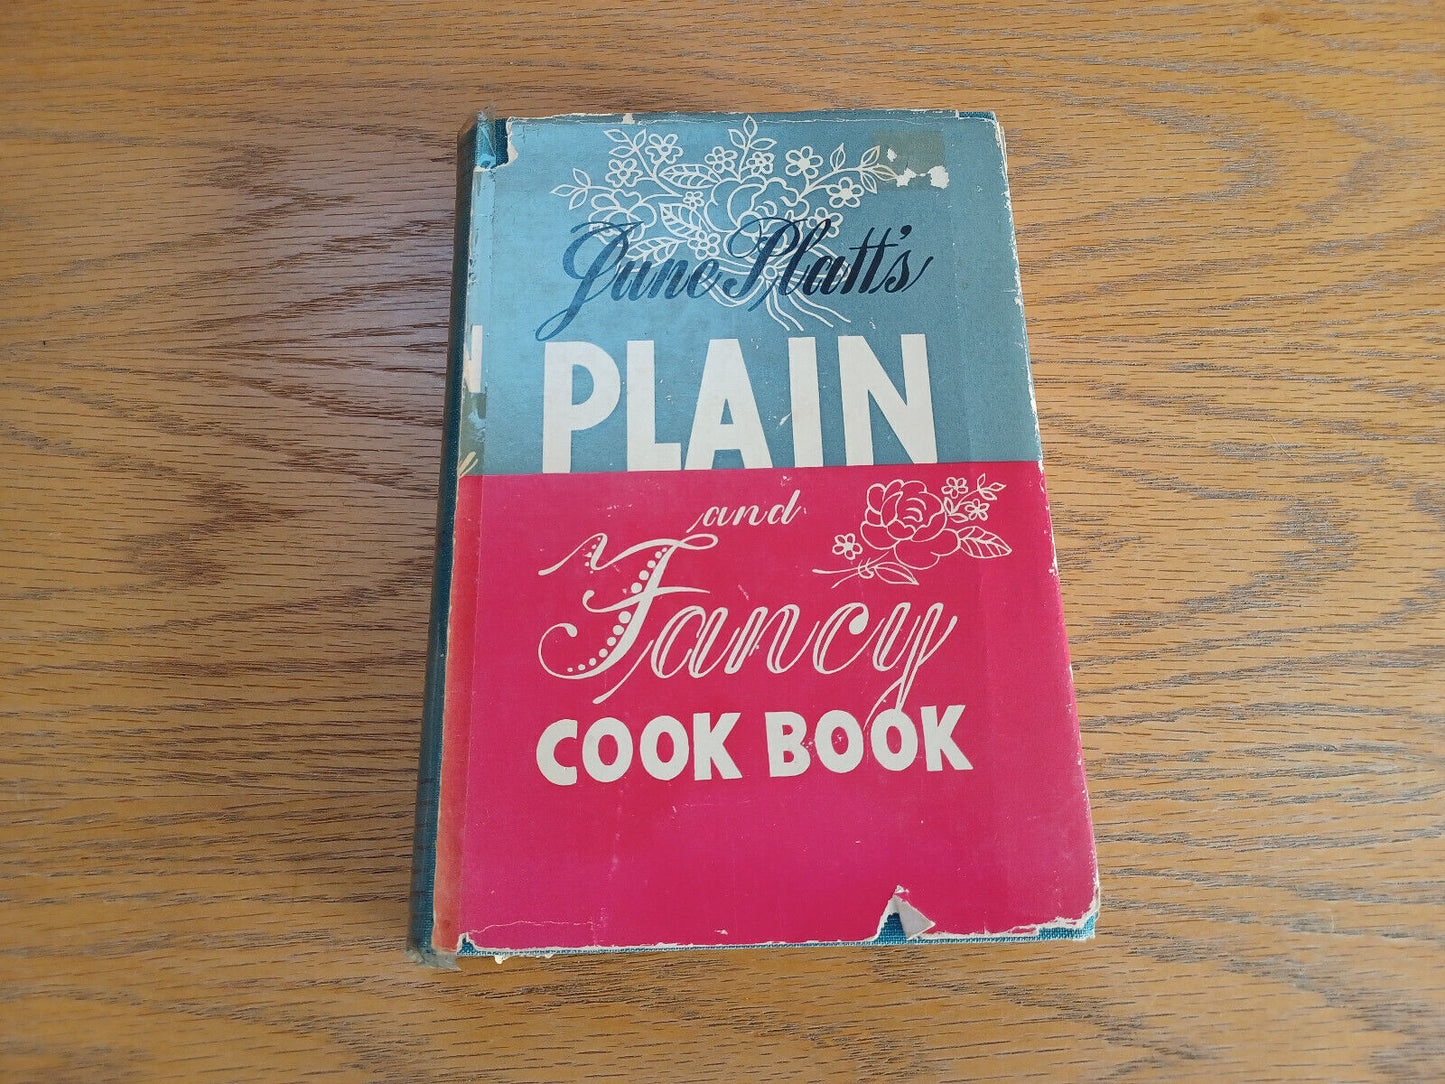 June Platt's
PLAIN
and
Fancy
COOK BOOK